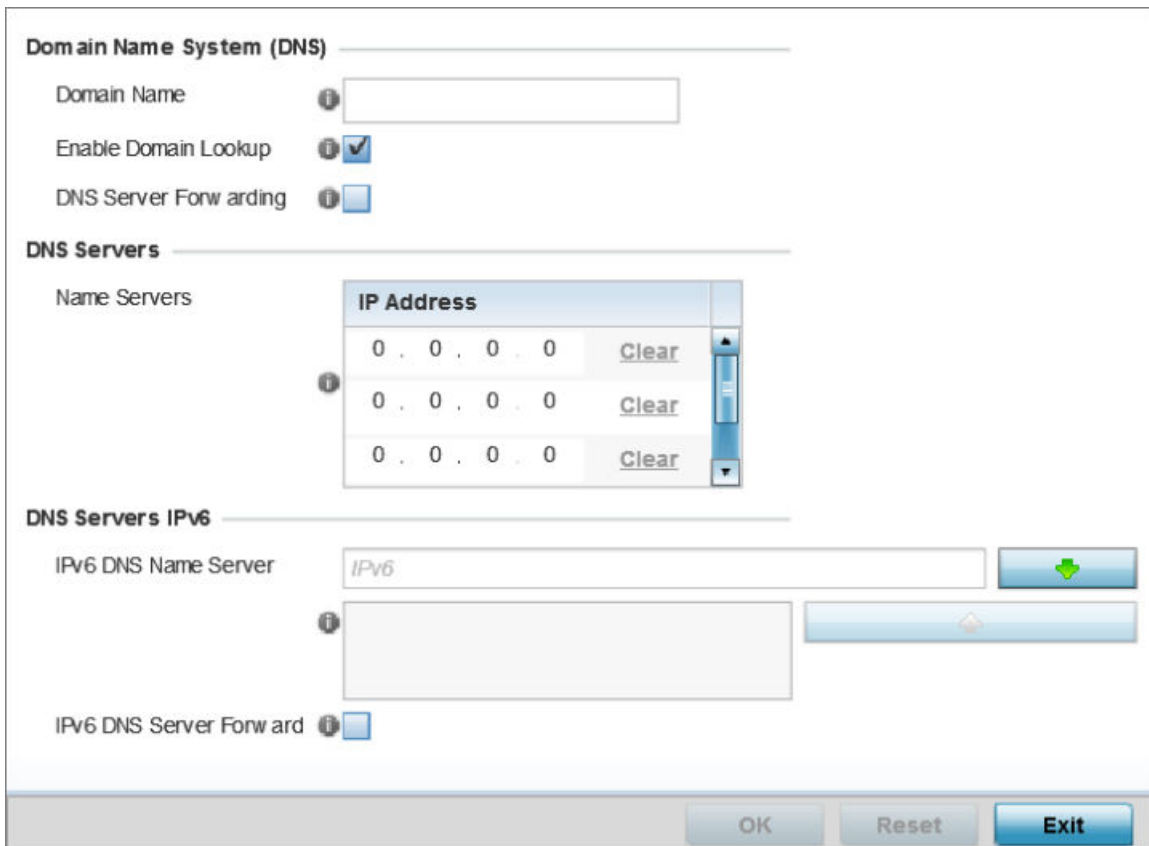 Domain Name System (DNS)
Domain Name
Enable Domain Lookup
DNS Server Forwarding
DNS Servers
Name Servers
IP Address
0 . 0 . 0 . 0 Clear
0 . 0 . 0 . 0 Clear
0 . 0 . 0 . 0 Clear
DNS Servers IPv6
IPv6 DNS Name Server
IPv6
IPv6 DNS Server Forward
OK Reset Exit